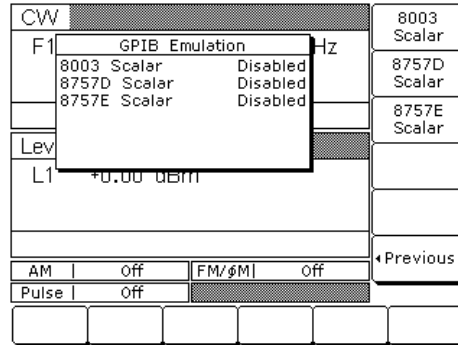 CW
F1
Hz
GPIB Emulation
8003 Scalar Disabled
8757D Scalar Disabled
8757E Scalar Disabled
Lev
L1 +0.00 dBm
AM | Off
FM/ϕM| Off
Pulse | Off
8003
Scalar
8757D
Scalar
8757E
Scalar
◂Previous